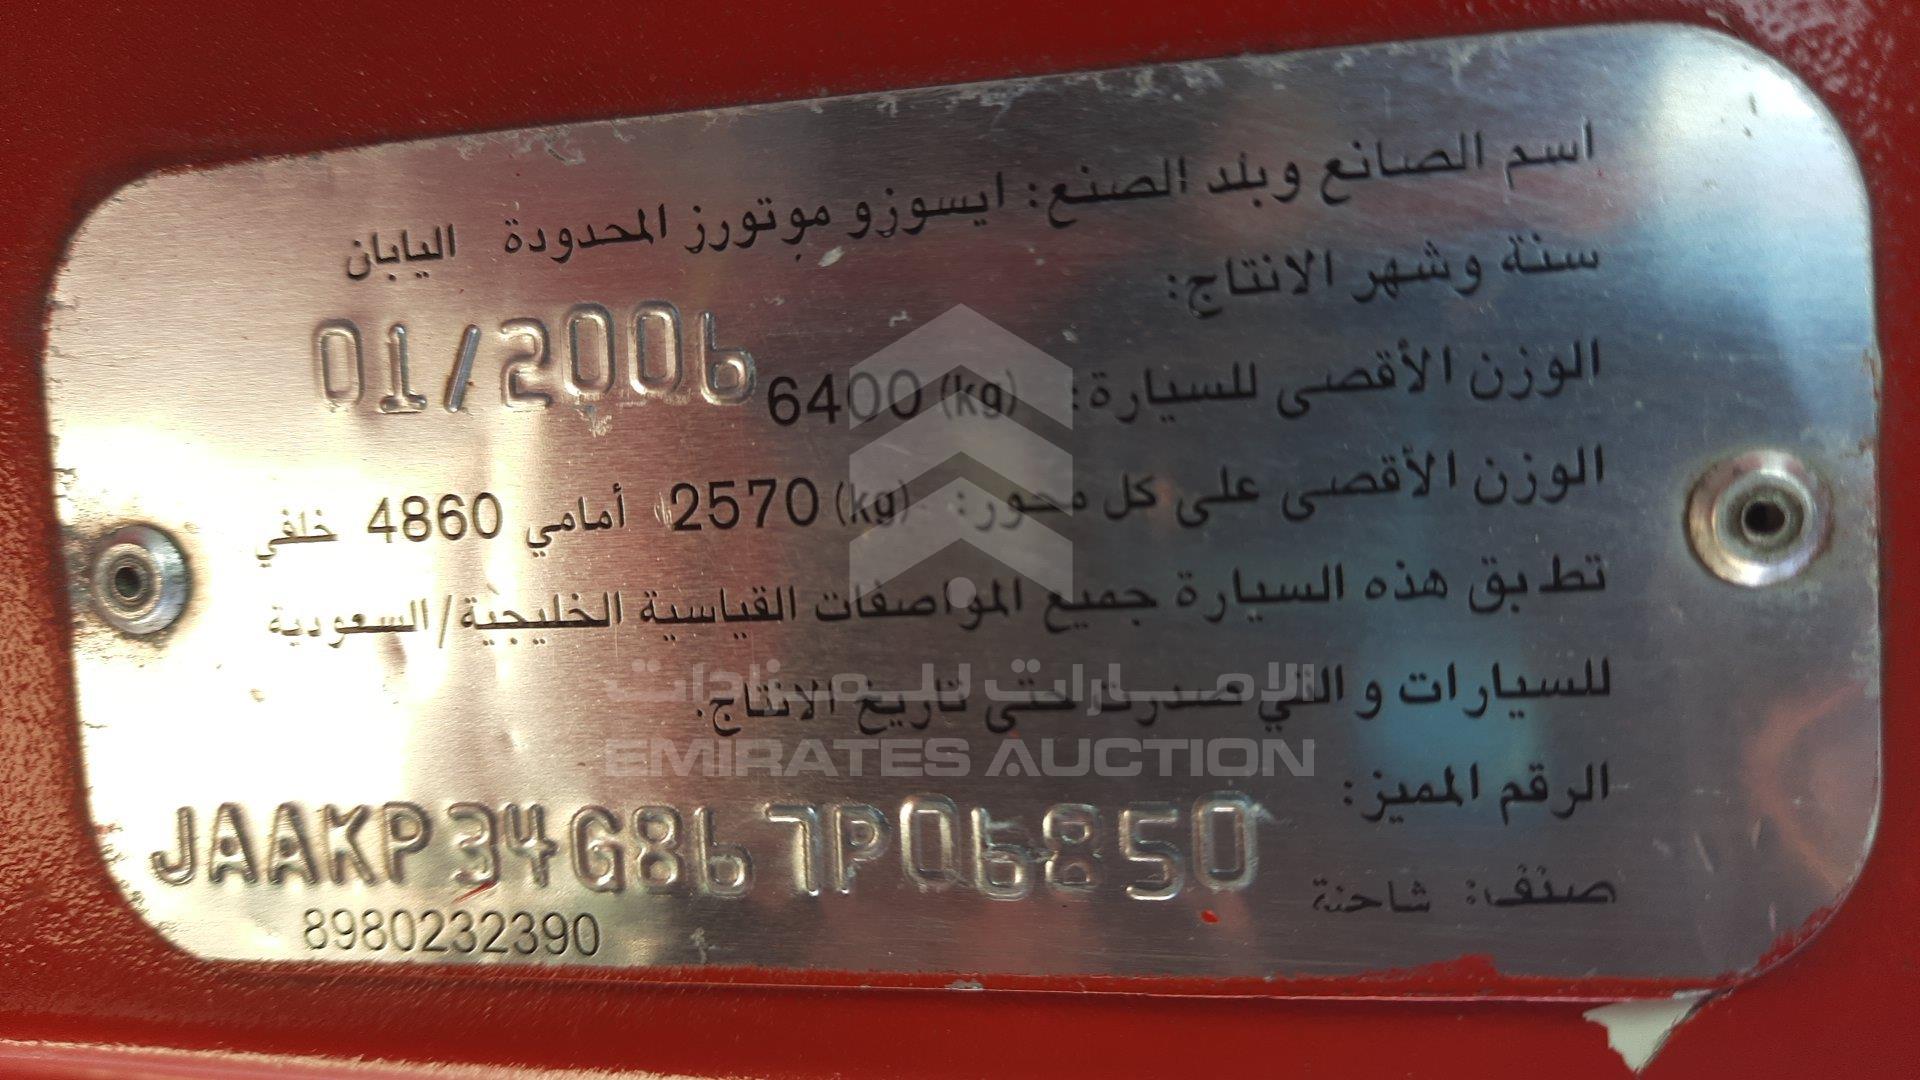 اسم الصانع وبلد الصنع: ايسوزو موتورز المحدودة اليابان
سنة وشهر الانتاج:
01/2006
الوزن الأقصى للسيارة: 6400 (kg)
الوزن الأقصى على كل محور: 2570 (kg) أمامي 4860 خلفي
تطبق هذه السيارة جميع المواصفات القياسية الخليجية/السعودية
للسيارات و التي صدرت حتى تاريخ الانتاج.
الامارات للمزادات
EMIRATES AUCTION
الرقم المميز:
JAAKP34G867P06850
صنف: شاحنة
8980232390